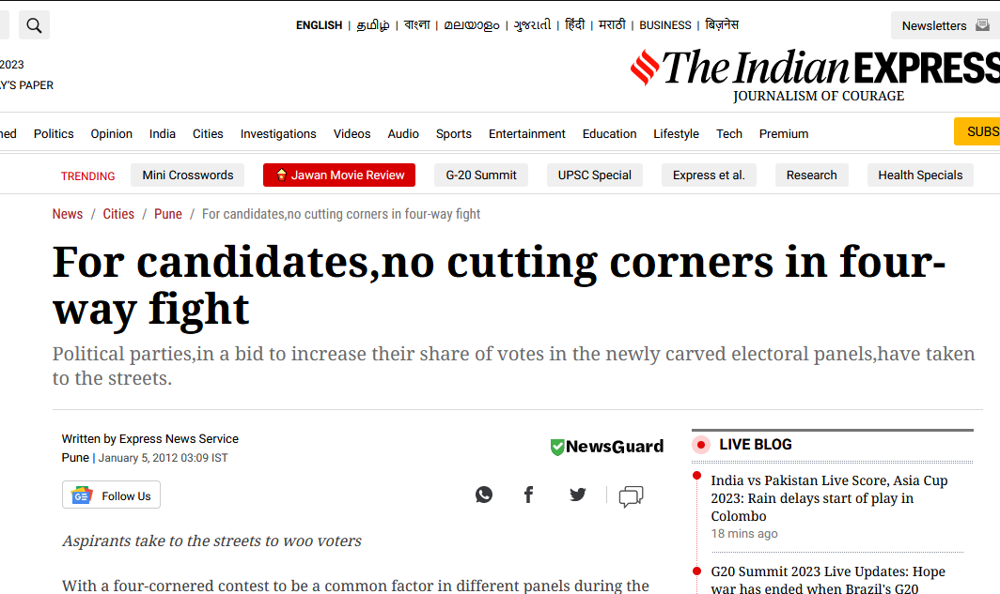 ENGLISH | தமிழ் | বাংলা | മലയാളം | ગુજરાતી | हिंदी | मराठी | BUSINESS | बिज़नेस
Newsletters
2023
Y'S PAPER
The Indian EXPRESS
JOURNALISM OF COURAGE
Politics Opinion India Cities Investigations Videos Audio Sports Entertainment Education Lifestyle Tech Premium
SUBS
TRENDING Mini Crosswords Jawan Movie Review G-20 Summit UPSC Special Express et al. Research Health Specials
News / Cities / Pune / For candidates,no cutting corners in four-way fight
For candidates,no cutting corners in four-
way fight
Political parties,in a bid to increase their share of votes in the newly carved electoral panels,have taken
to the streets.
Written by Express News Service
Pune | January 5, 2012 03:09 IST
NewsGuard
GE Follow Us
Aspirants take to the streets to woo voters
With a four-cornered contest to be a common factor in different panels during the
LIVE BLOG
India vs Pakistan Live Score, Asia Cup
2023: Rain delays start of play in
Colombo
18 mins ago
G20 Summit 2023 Live Updates: Hope
war has ended when Brazil's G20